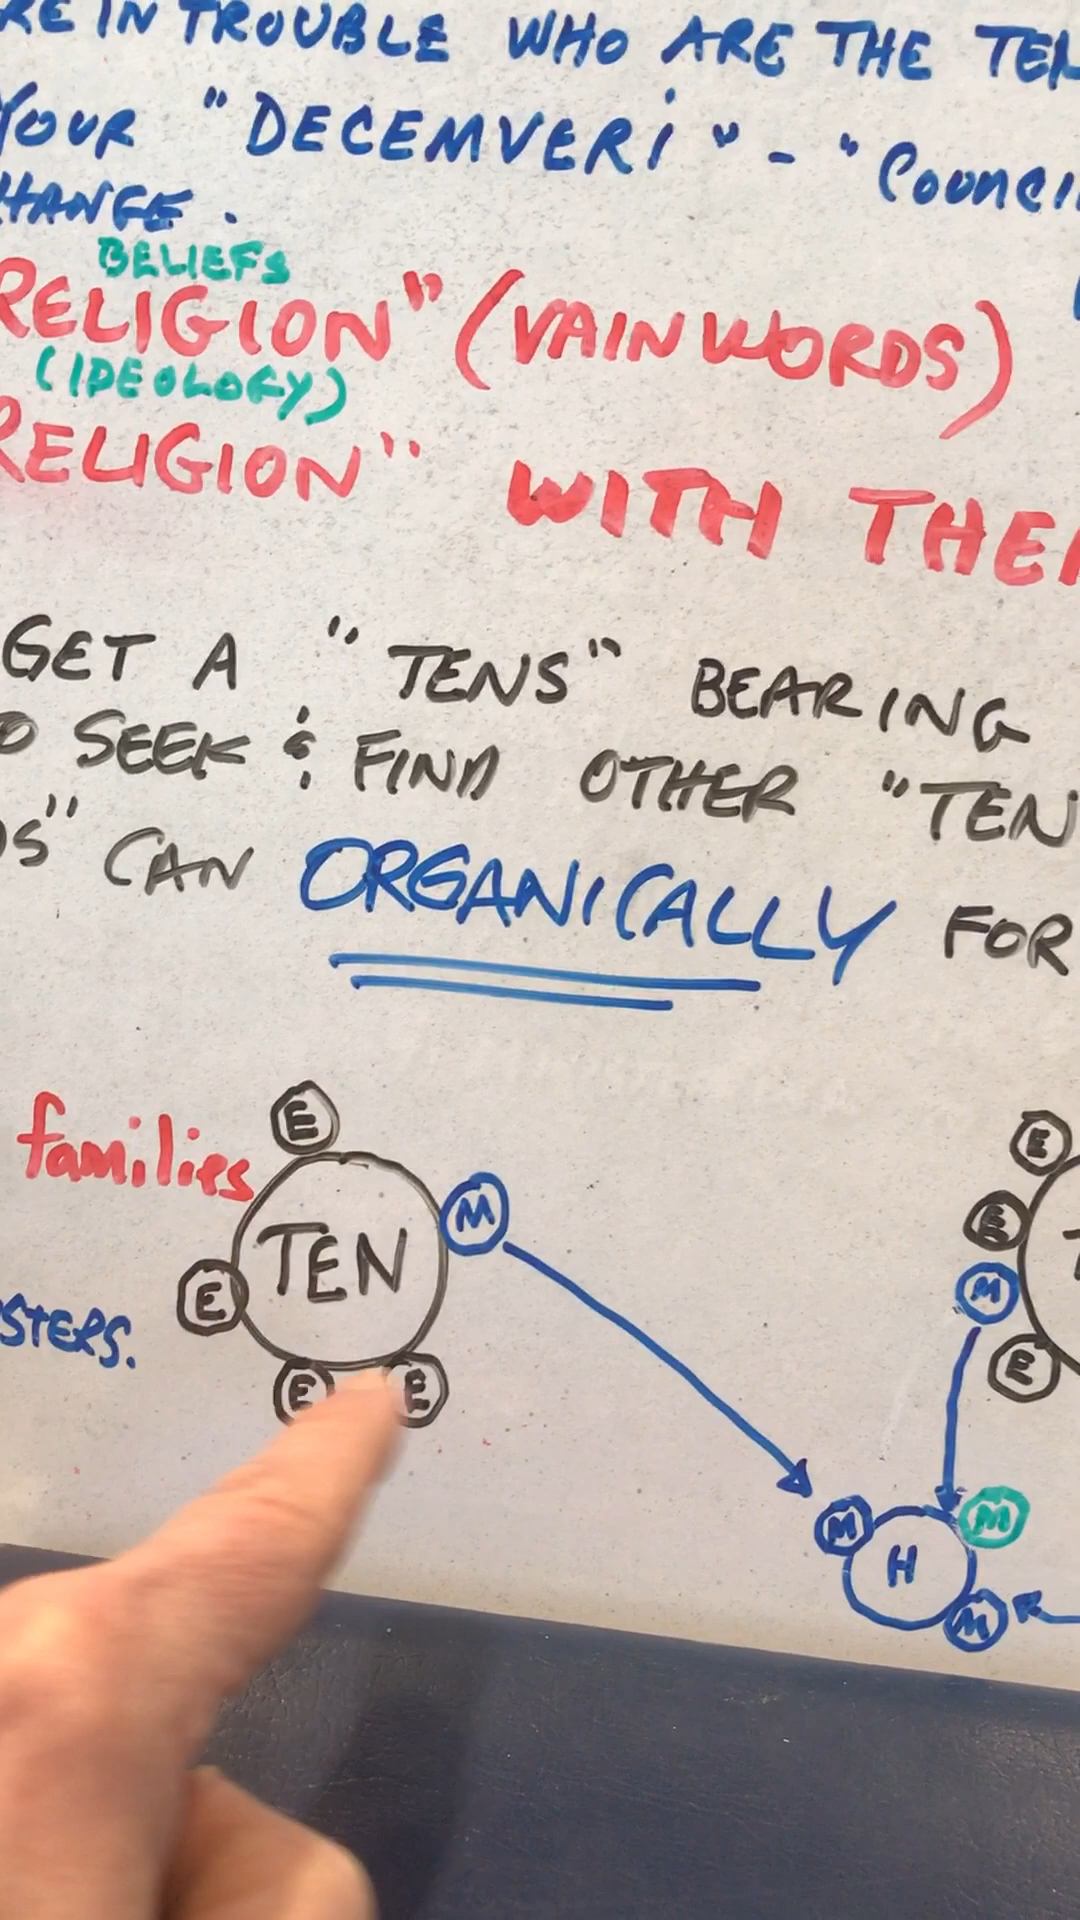 RE IN TROUBLE WHO ARE THE TEN
YOUR "DECEMVERi" - "COUNCI
HANGE.
BELIEFS
RELIGION" (VAIN WORDS)
(IDEOLOGY)
RELIGION" WITH THE
GET A "TENS" BEARING
O SEEK & FIND OTHER "TEN
DS" CAN ORGANICALLY FOR
families
STERS.
E
M
TEN
E
E
E
E
E
M
E
T
M
M
H
M